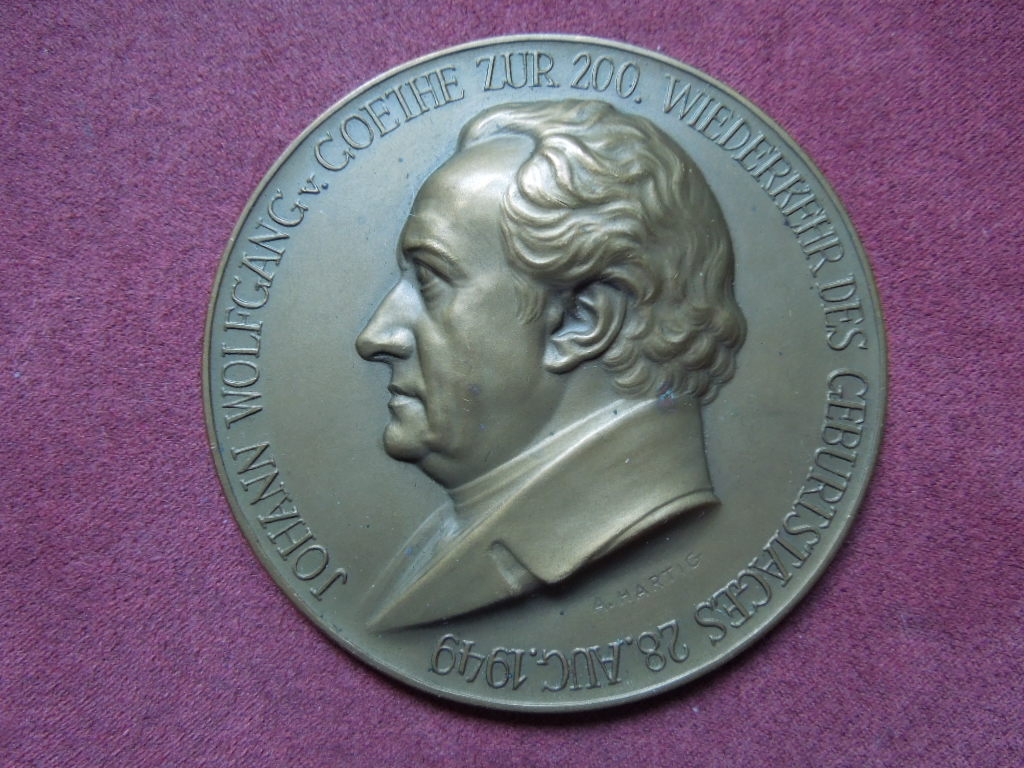 JOHANN WOLFGANG v. GOETHE ZUR 200. WIEDERKEHR DES GEBURTSTAGES 28. AUG. 1949
A. HARTIG